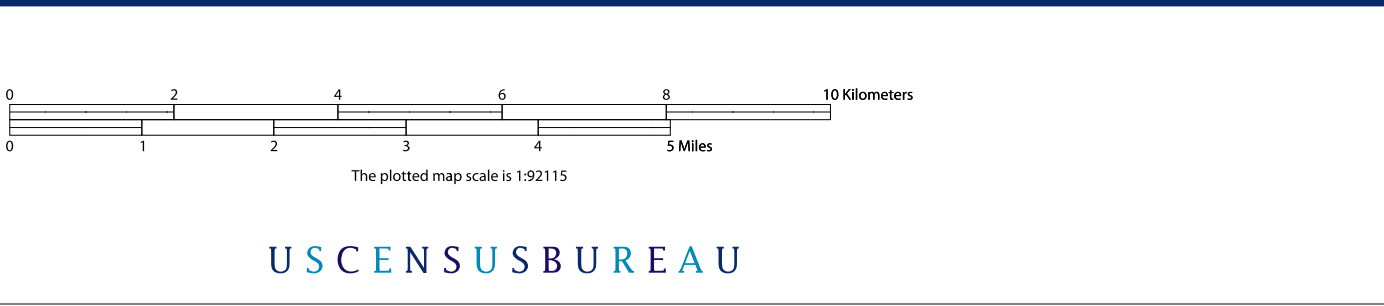 0 2 4 6 8 10 Kilometers
0 1 2 3 4 5 Miles
The plotted map scale is 1:92115
USCENSUSBUREAU